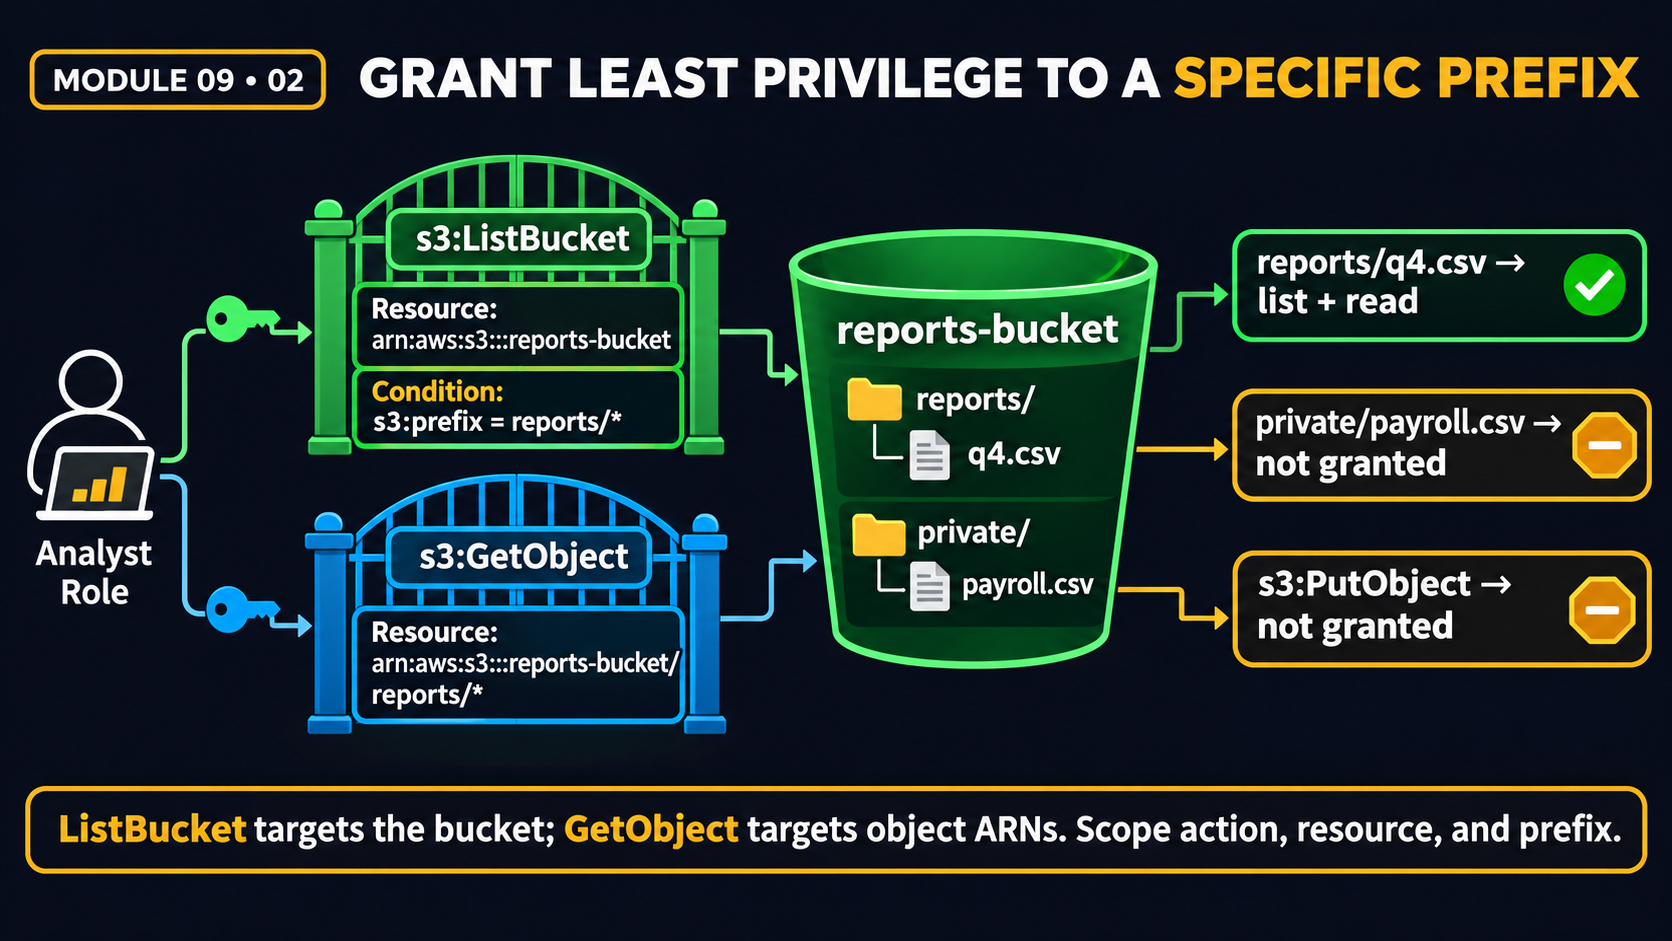 MODULE 09 • 02
GRANT LEAST PRIVILEGE TO A SPECIFIC PREFIX
Analyst
Role
s3:ListBucket
Resource:
arn:aws:s3:::reports-bucket
Condition:
s3:prefix = reports/*
s3:GetObject
Resource:
arn:aws:s3:::reports-bucket/
reports/*
reports-bucket
reports/
q4.csv
private/
payroll.csv
reports/q4.csv →
list + read
private/payroll.csv →
not granted
s3:PutObject →
not granted
ListBucket targets the bucket; GetObject targets object ARNs. Scope action, resource, and prefix.